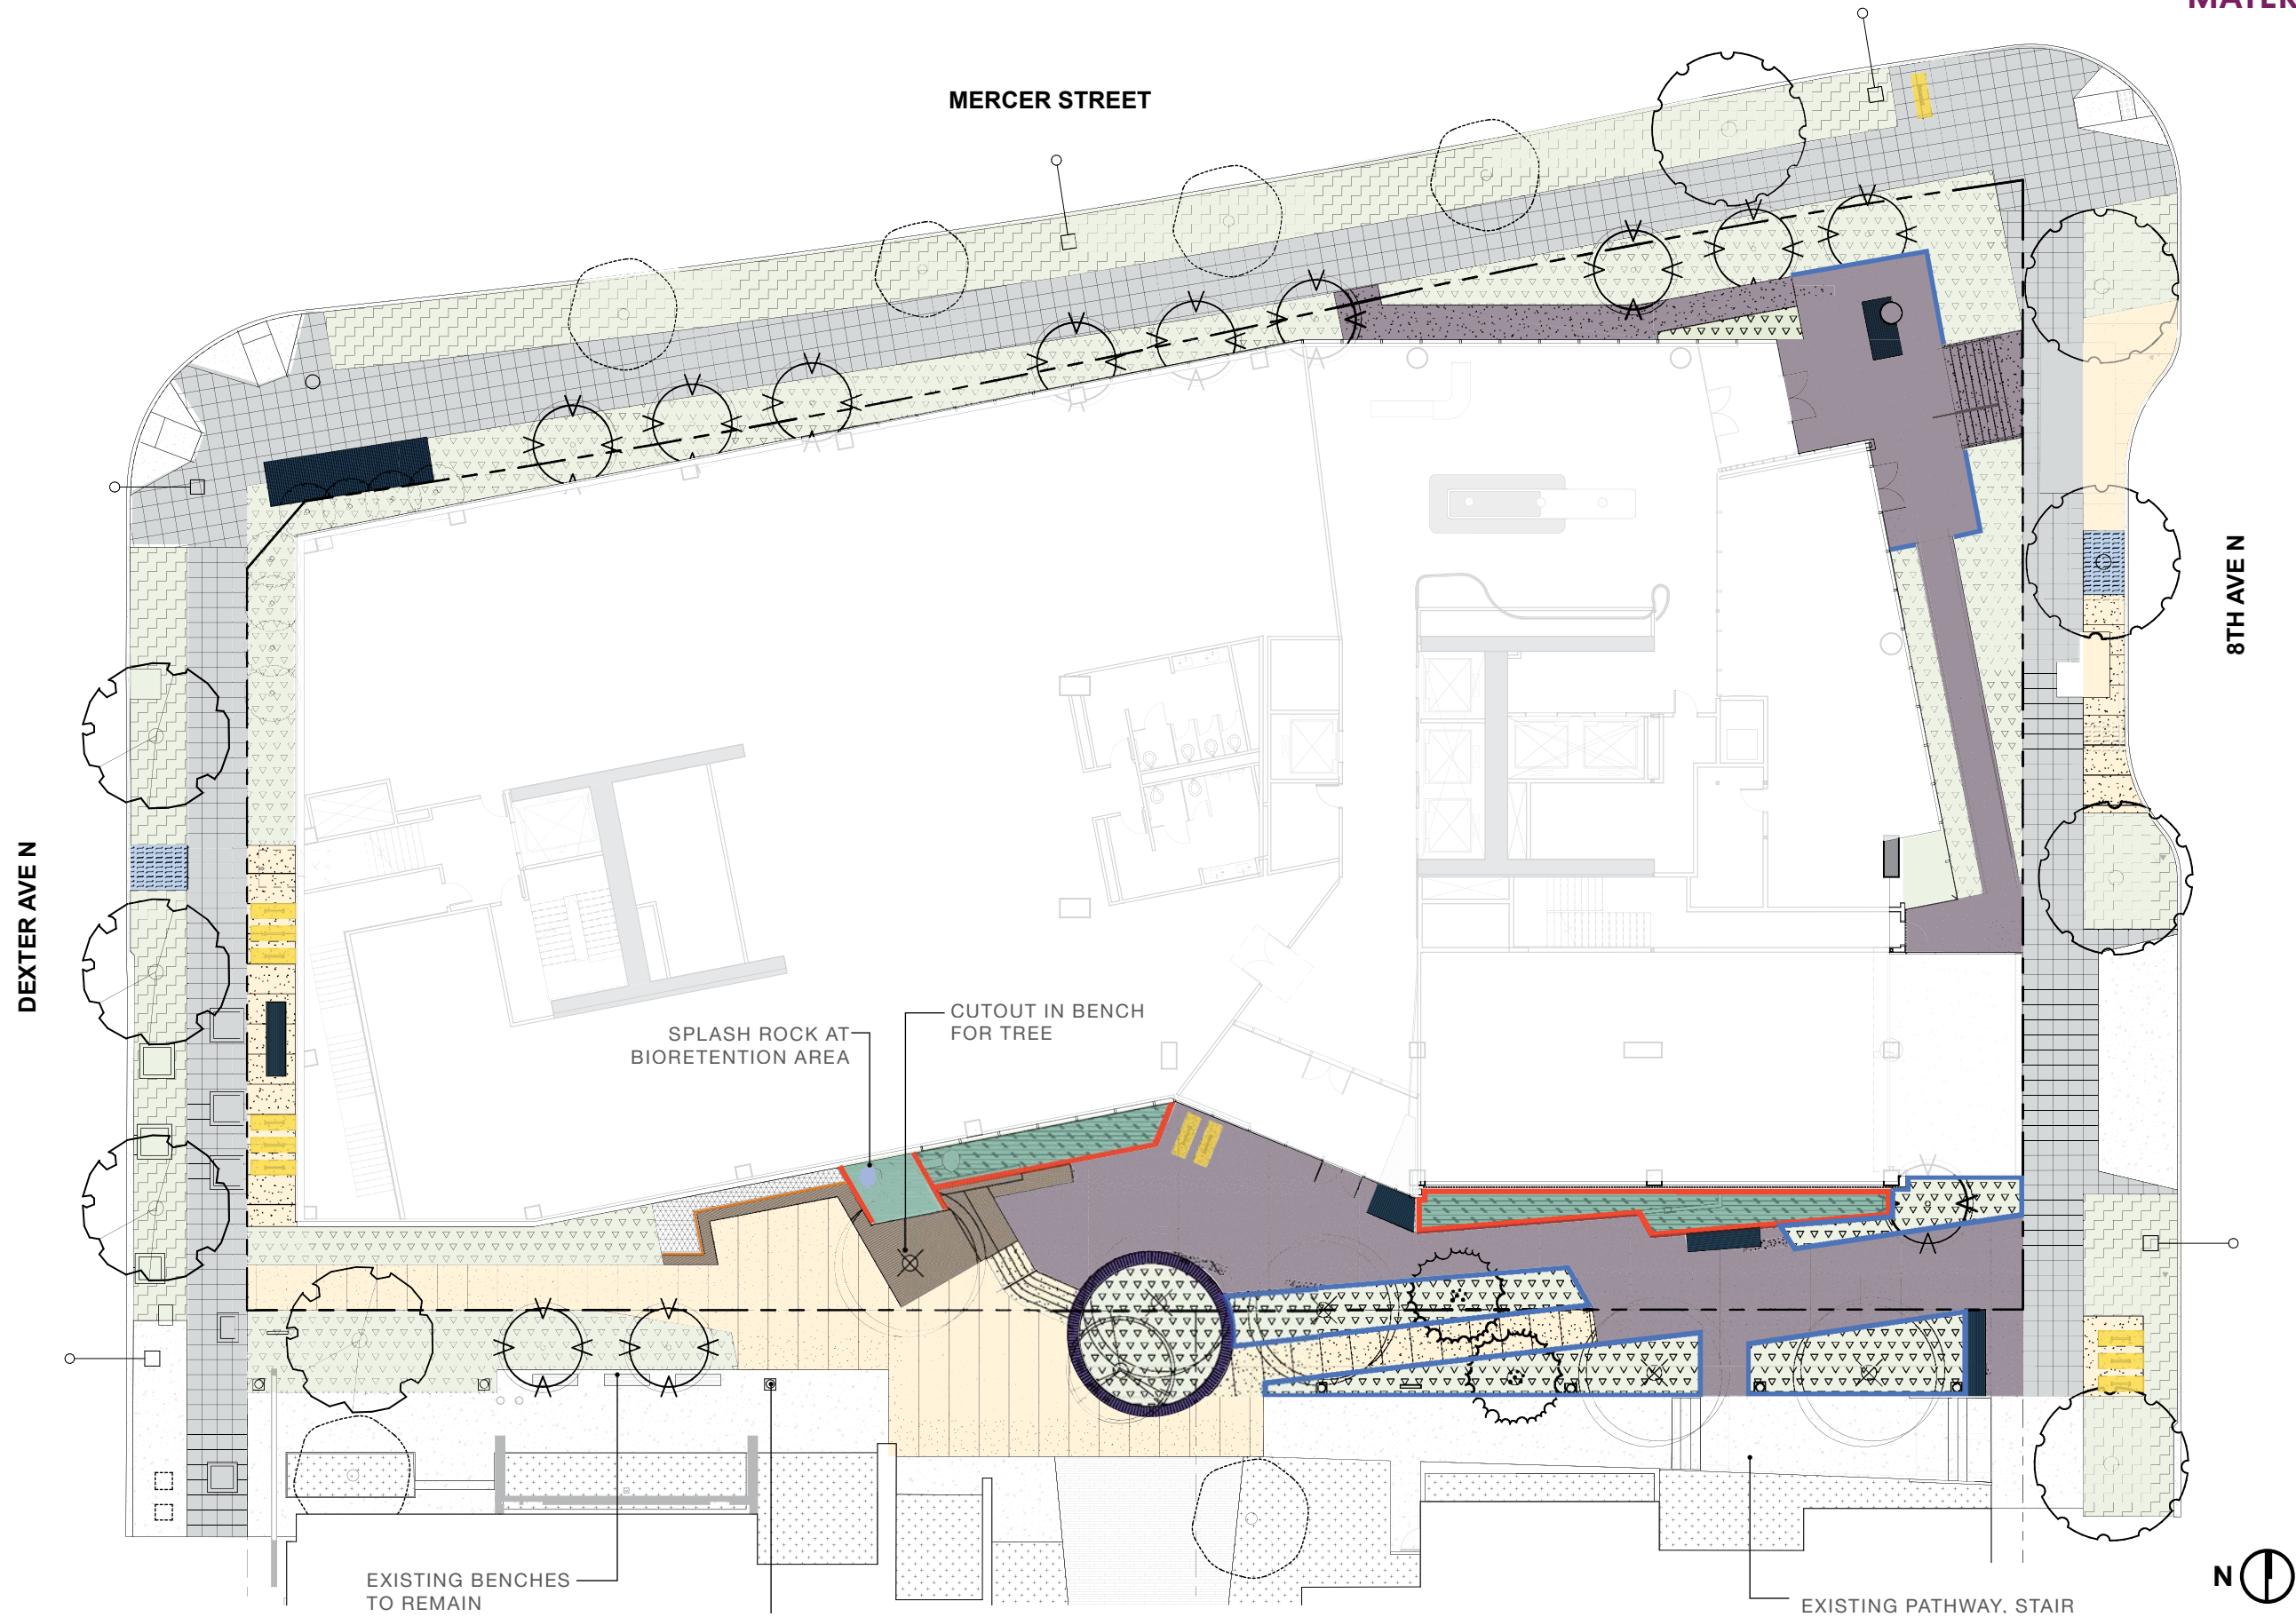 MERCER STREET
8TH AVE N
DEXTER AVE N
CUTOUT IN BENCH
FOR TREE
SPLASH ROCK AT
BIORETENTION AREA
EXISTING BENCHES
TO REMAIN
EXISTING PATHWAY, STAIR
N